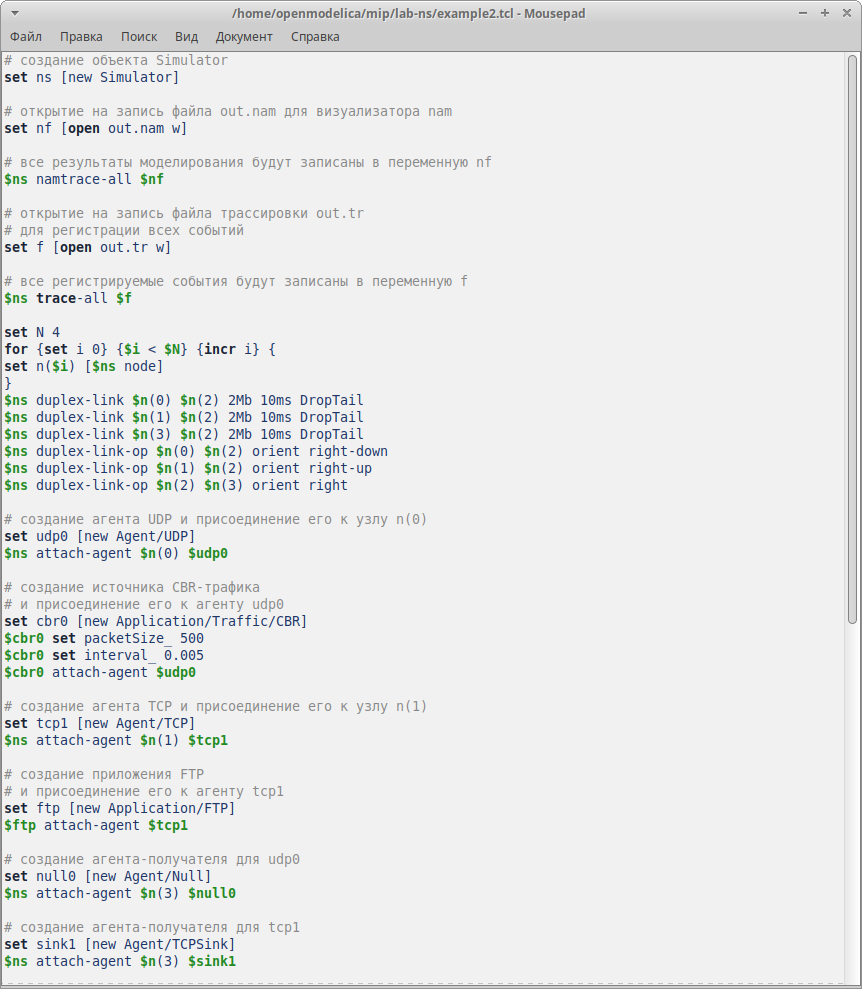 /home/openmodelica/mip/lab-ns/example2.tcl - Mousepad
Файл Правка Поиск Вид Документ Справка
# создание объекта Simulator
set ns [new Simulator]
# открытие на запись файла out.nam для визуализатора nam
set nf [open out.nam w]
# все результаты моделирования будут записаны в переменную nf
$ns namtrace-all $nf
# открытие на запись файла трассировки out.tr
# для регистрации всех событий
set f [open out.tr w]
# все регистрируемые события будут записаны в переменную f
$ns trace-all $f
set N 4
for {set i 0} {$i < $N} {incr i} {
set n($i) [$ns node]
}
$ns duplex-link $n(0) $n(2) 2Mb 10ms DropTail
$ns duplex-link $n(1) $n(2) 2Mb 10ms DropTail
$ns duplex-link $n(3) $n(2) 2Mb 10ms DropTail
$ns duplex-link-op $n(0) $n(2) orient right-down
$ns duplex-link-op $n(1) $n(2) orient right-up
$ns duplex-link-op $n(2) $n(3) orient right
# создание агента UDP и присоединение его к узлу n(0)
set udp0 [new Agent/UDP]
$ns attach-agent $n(0) $udp0
# создание источника CBR-трафика
# и присоединение его к агенту udp0
set cbr0 [new Application/Traffic/CBR]
$cbr0 set packetSize_ 500
$cbr0 set interval_ 0.005
$cbr0 attach-agent $udp0
# создание агента TCP и присоединение его к узлу n(1)
set tcp1 [new Agent/TCP]
$ns attach-agent $n(1) $tcp1
# создание приложения FTP
# и присоединение его к агенту tcp1
set ftp [new Application/FTP]
$ftp attach-agent $tcp1
# создание агента-получателя для udp0
set null0 [new Agent/Null]
$ns attach-agent $n(3) $null0
# создание агента-получателя для tcp1
set sink1 [new Agent/TCPSink]
$ns attach-agent $n(3) $sink1